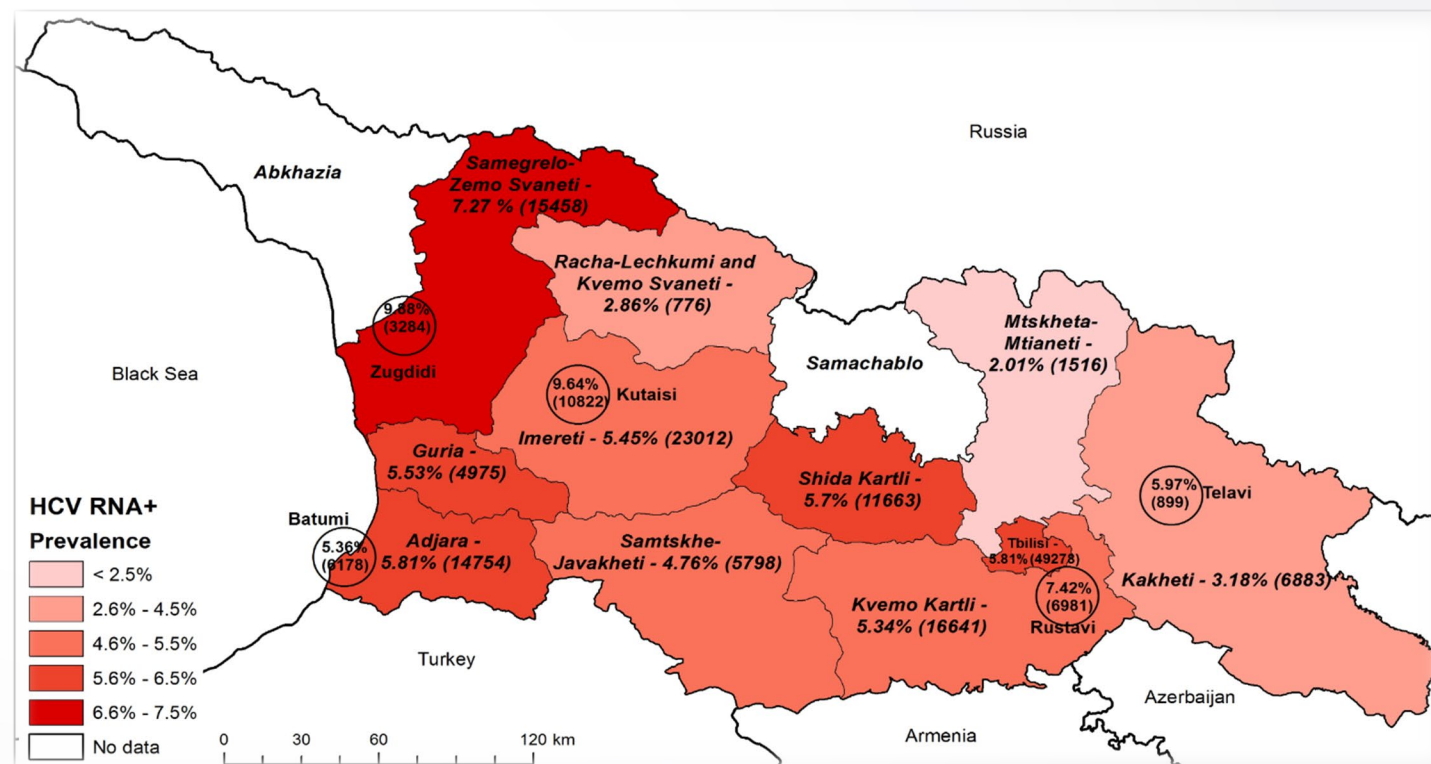 Russia
Abkhazia
Samegrelo-
Zemo Svaneti -
7.27 % (15458)
Racha-Lechkumi and
Kvemo Svaneti -
2.86% (776)
9.88%
(3284)
Zugdidi
Black Sea
Mtskheta-
Mtianeti -
2.01% (1516)
Samachablo
9.64%
(10822)
Kutaisi
Imereti - 5.45% (23012)
Guria -
5.53% (4975)
Shida Kartli -
5.7% (11663)
5.97%
(899)
Telavi
Batumi
5.36%
(6178)
Adjara -
5.81% (14754)
Samtskhe-
Javakheti - 4.76% (5798)
Tbilisi -
5.81% (49278)
Kakheti - 3.18% (6883)
7.42%
(6981)
Rustavi
Kvemo Kartli -
5.34% (16641)
Turkey
Azerbaijan
Armenia
HCV RNA+
Prevalence
< 2.5%
2.6% - 4.5%
4.6% - 5.5%
5.6% - 6.5%
6.6% - 7.5%
No data
0 30 60 120 km